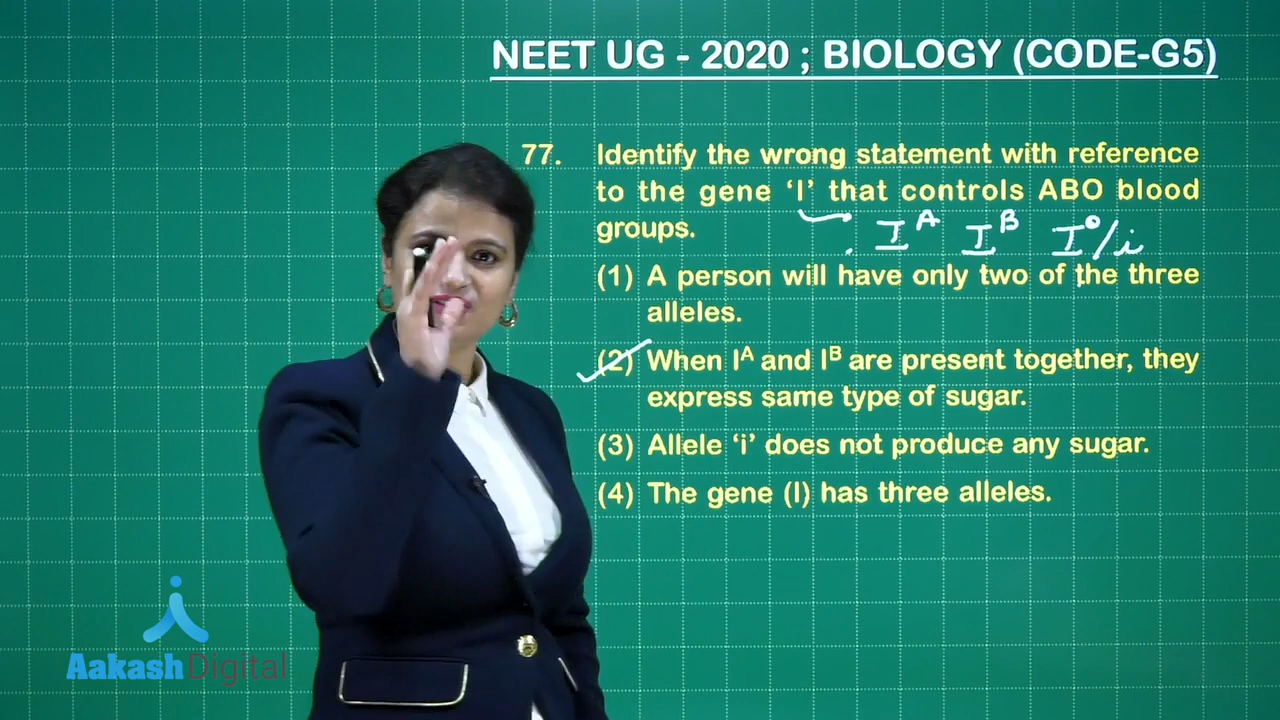 NEET UG - 2020 ; BIOLOGY (CODE-G5)
77. Identify the wrong statement with reference
to the gene ‘I’ that controls ABO blood
groups.
I^A I^B I^o/i
(1) A person will have only two of the three
alleles.
(2) When I^A and I^B are present together, they
express same type of sugar.
(3) Allele ‘i’ does not produce any sugar.
(4) The gene (I) has three alleles.
Aakash Digital